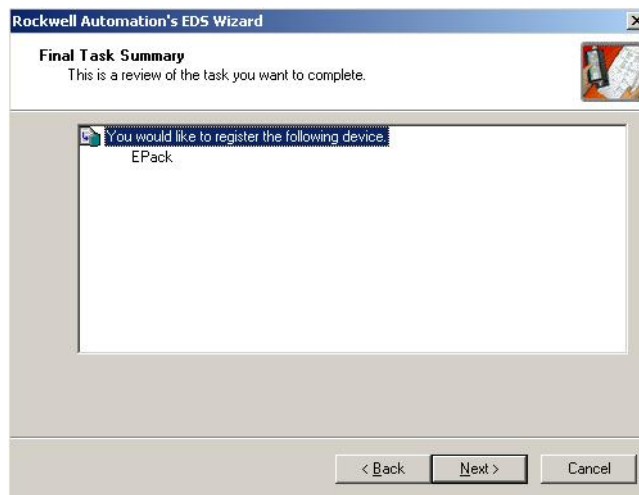 Rockwell Automation's EDS Wizard
Final Task Summary
This is a review of the task you want to complete.
You would like to register the following device.
EPack
< Back
Next >
Cancel